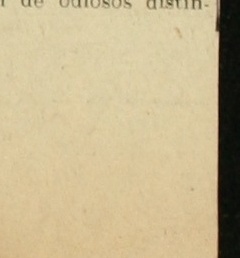 de odiosos distin-